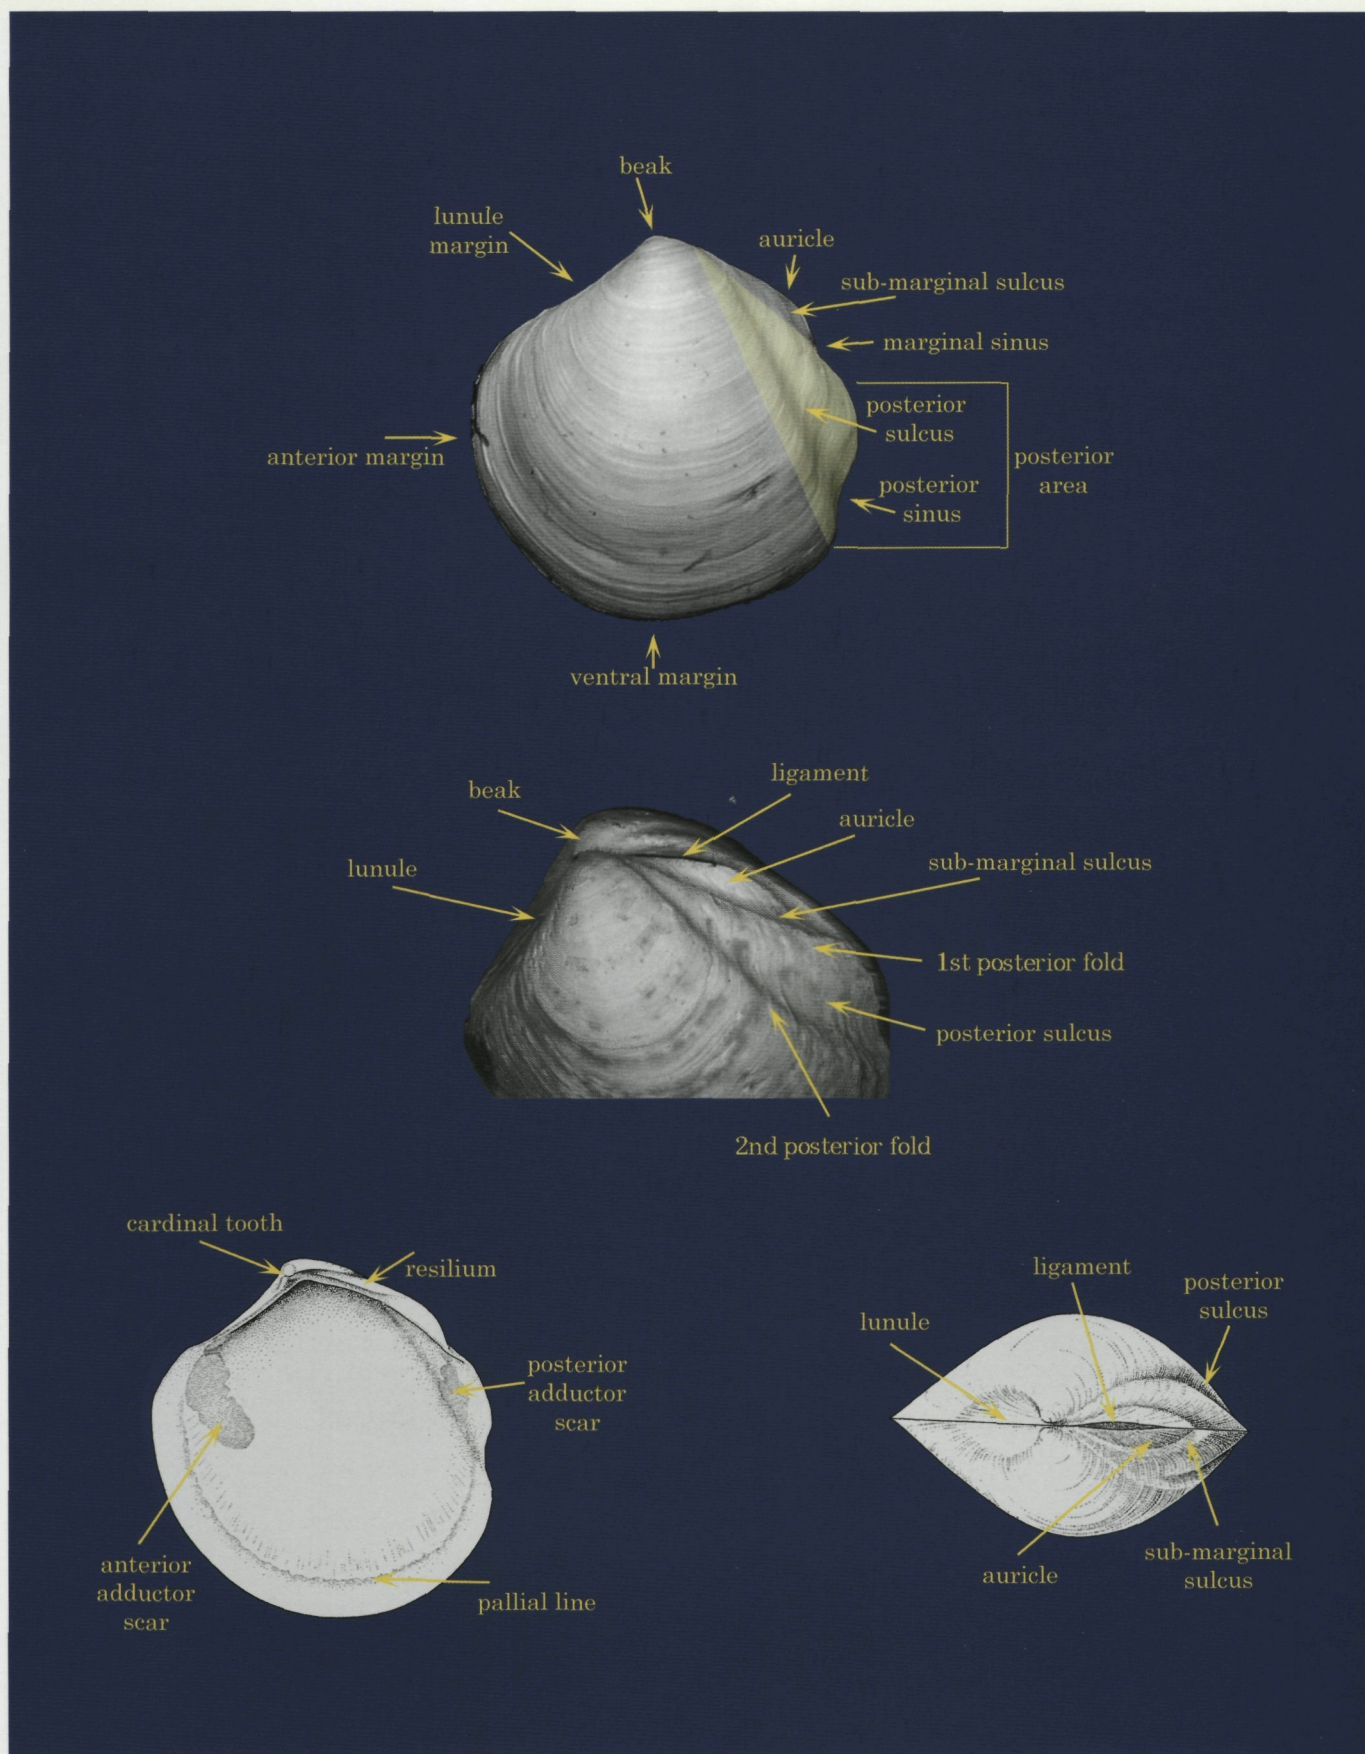 beak
lunule
margin
auricle
sub-marginal sulcus
marginal sinus
posterior
sulcus
anterior margin
posterior
area
posterior
sinus
ventral margin
ligament
beak
auricle
lunule
sub-marginal sulcus
1st posterior fold
posterior sulcus
2nd posterior fold
cardinal tooth
resilium
posterior
adductor
scar
anterior
adductor
scar
pallial line
ligament
posterior
sulcus
lunule
sub-marginal
sulcus
auricle